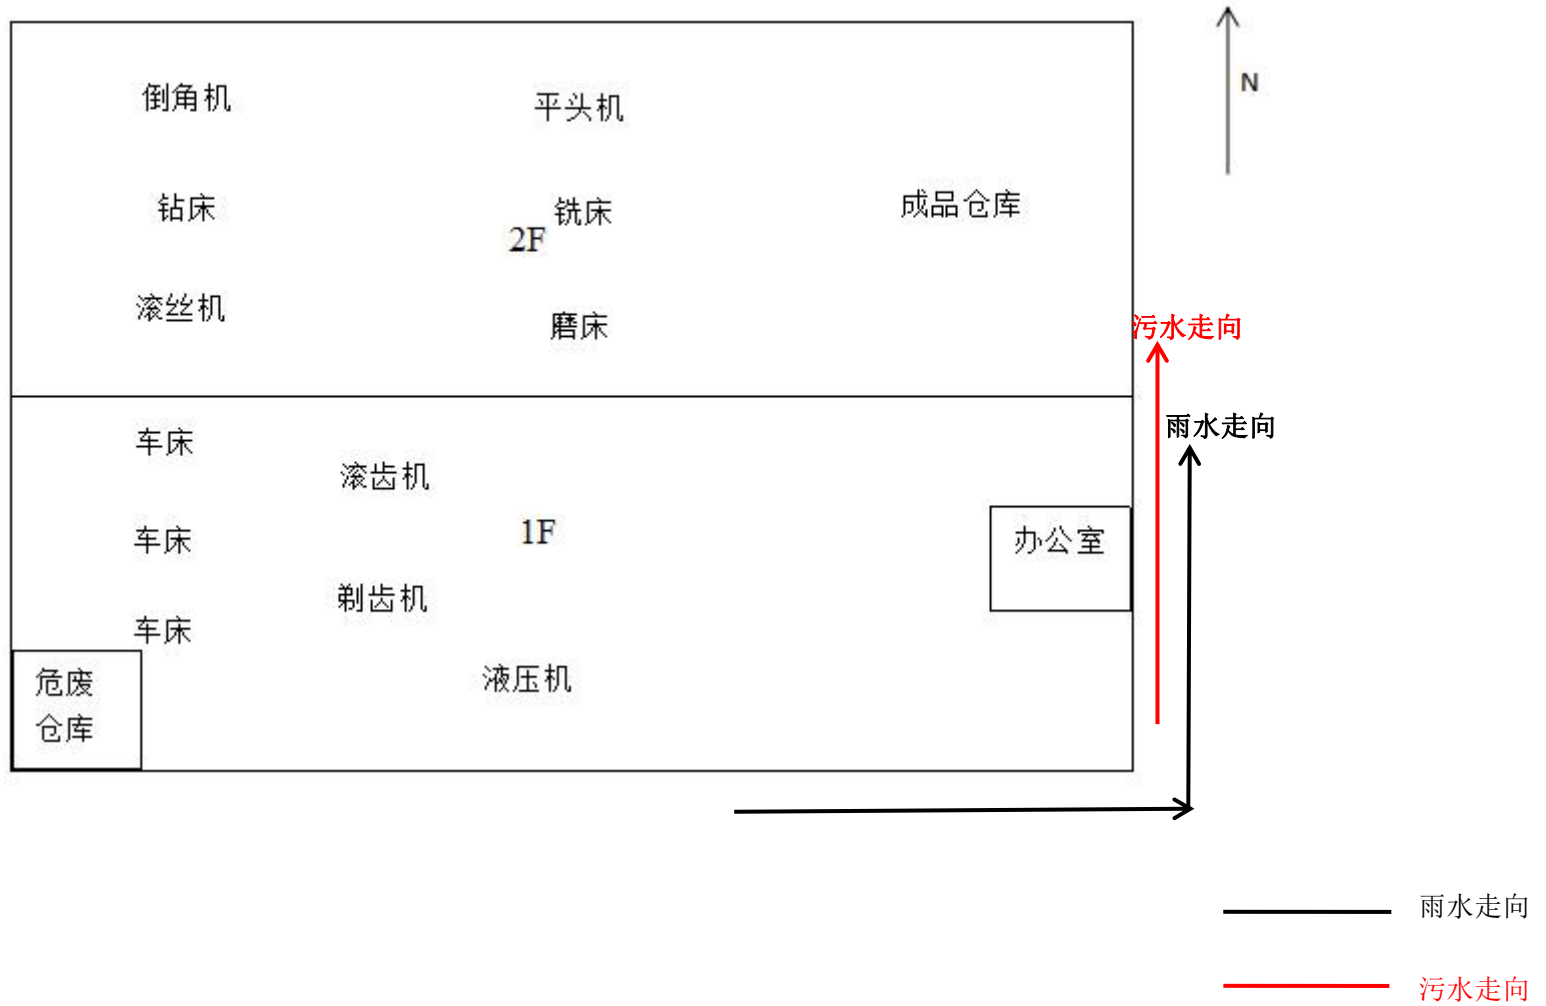 N
倒角机
平头机
钻床
铣床
成品仓库
2F
滚丝机
磨床
污水走向
雨水走向
车床
滚齿机
1F
车床
办公室
剃齿机
车床
液压机
危废
仓库
雨水走向
污水走向